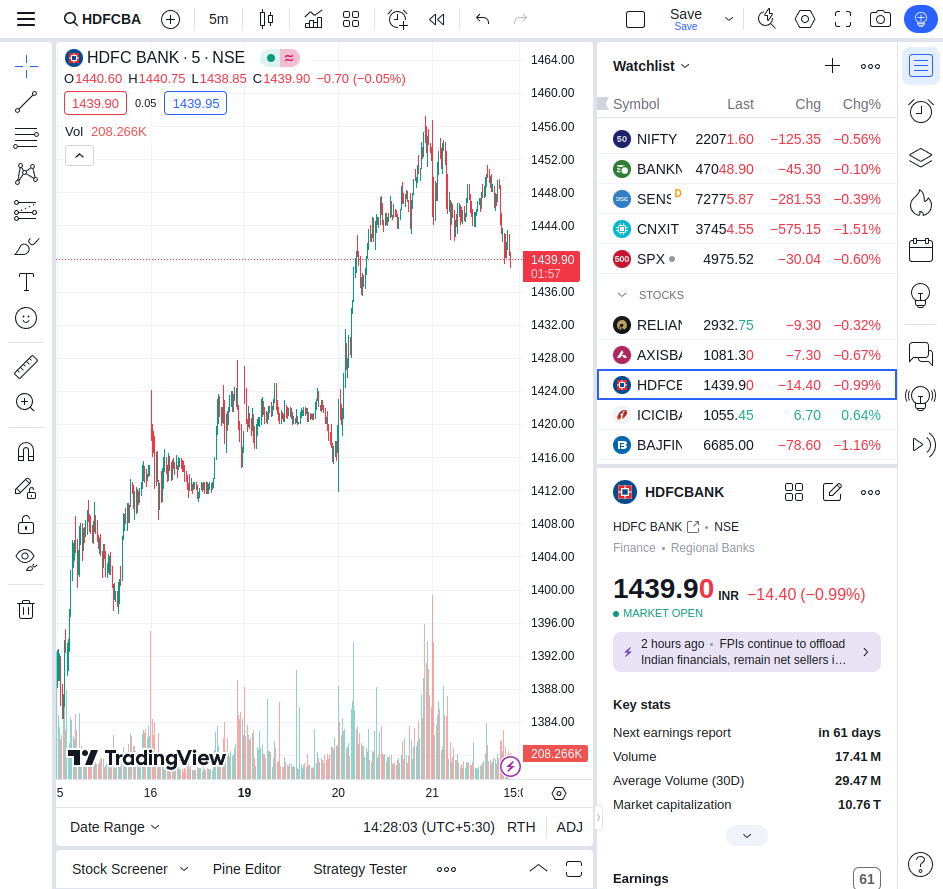 HDFCBA 5m Save
Save
HDFC BANK · 5 · NSE
O1440.60 H1440.75 L1438.85 C1439.90 −0.70 (−0.05%)
1439.90 0.05 1439.95
Vol 208.266K
1464.00
1460.00
1456.00
1452.00
1448.00
1444.00
1439.90
01:57
1436.00
1432.00
1428.00
1424.00
1420.00
1416.00
1412.00
1408.00
1404.00
1400.00
1396.00
1392.00
1388.00
1384.00
208.266K
TradingView
5 16 19 20 21 15:0
Date Range 14:28:03 (UTC+5:30) RTH ADJ
Stock Screener Pine Editor Strategy Tester
Watchlist
Symbol Last Chg Chg%
50 NIFTY 22071.60 −125.35 −0.56%
BANKN 47048.90 −45.30 −0.10%
SENS D 72775.87 −281.53 −0.39%
CNXIT 37454.55 −575.15 −1.51%
500 SPX 4975.52 −30.04 −0.60%
STOCKS
RELIAN 2932.75 −9.30 −0.32%
AXISBA 1081.30 −7.30 −0.67%
HDFCB 1439.90 −14.40 −0.99%
ICICIBA 1055.45 6.70 0.64%
BAJFIN 6685.00 −78.60 −1.16%
HDFCBANK
HDFC BANK • NSE
Finance • Regional Banks
1439.90 INR −14.40 (−0.99%)
MARKET OPEN
2 hours ago • FPIs continue to offload
Indian financials, remain net sellers i…
Key stats
Next earnings report in 61 days
Volume 17.41 M
Average Volume (30D) 29.47 M
Market capitalization 10.76 T
Earnings 61